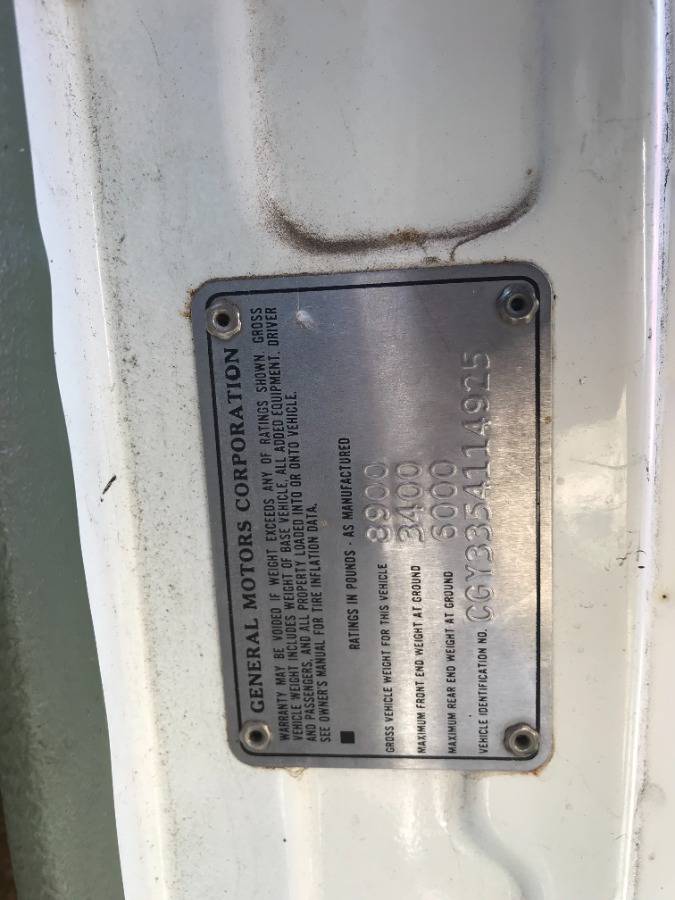 GENERAL MOTORS CORPORATION
WARRANTY MAY BE VOIDED IF WEIGHT EXCEEDS ANY OF RATINGS SHOWN. GROSS
VEHICLE WEIGHT INCLUDES WEIGHT OF BASE VEHICLE, ALL ADDED EQUIPMENT, DRIVER
AND PASSENGERS, AND ALL PROPERTY LOADED INTO OR ONTO VEHICLE.
SEE OWNER'S MANUAL FOR TIRE INFLATION DATA.
RATINGS IN POUNDS - AS MANUFACTURED
GROSS VEHICLE WEIGHT FOR THIS VEHICLE 8900
MAXIMUM FRONT END WEIGHT AT GROUND 3400
MAXIMUM REAR END WEIGHT AT GROUND 6000
VEHICLE IDENTIFICATION NO. CGY3354114925